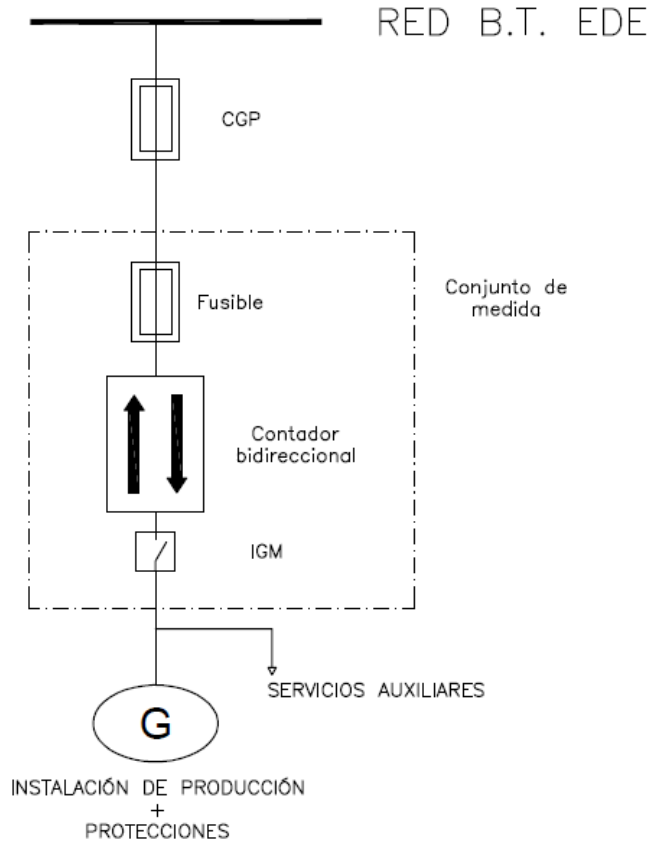 RED B.T. EDE
CGP
Conjunto de
medida
Fusible
Contador
bidireccional
IGM
SERVICIOS AUXILIARES
G
INSTALACIÓN DE PRODUCCIÓN
+
PROTECCIONES